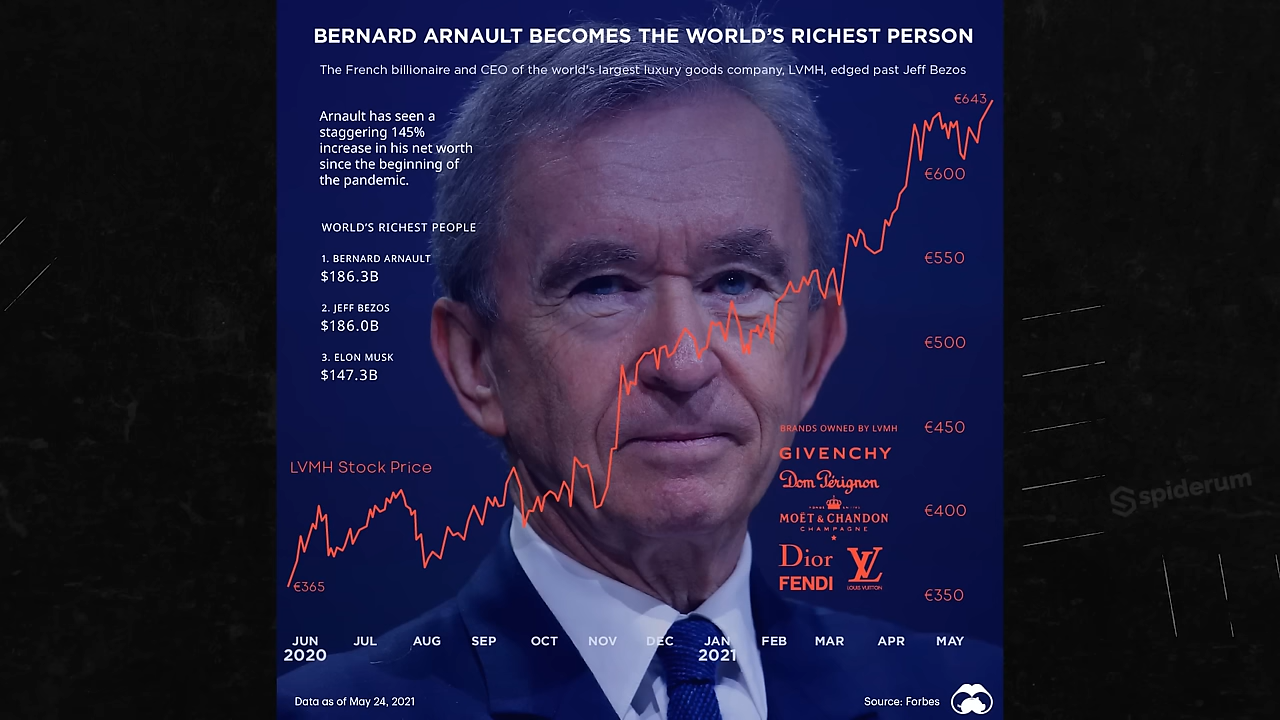 BERNARD ARNAULT BECOMES THE WORLD'S RICHEST PERSON
The French billionaire and CEO of the world's largest luxury goods company, LVMH, edged past Jeff Bezos
Arnault has seen a
staggering 145%
increase in his net worth
since the beginning of
the pandemic.
WORLD'S RICHEST PEOPLE
1. BERNARD ARNAULT
$186.3B
2. JEFF BEZOS
$186.0B
3. ELON MUSK
$147.3B
LVMH Stock Price
€365
€643
€600
€550
€500
€450
€400
€350
BRANDS OWNED BY LVMH
GIVENCHY
Dom Pérignon
MOËT & CHANDON
CHAMPAGNE
Dior
FENDI
LV
LOUIS VUITTON
JUN JUL AUG SEP OCT NOV DEC JAN FEB MAR APR MAY
2020 2021
Data as of May 24, 2021
Source: Forbes
spiderum